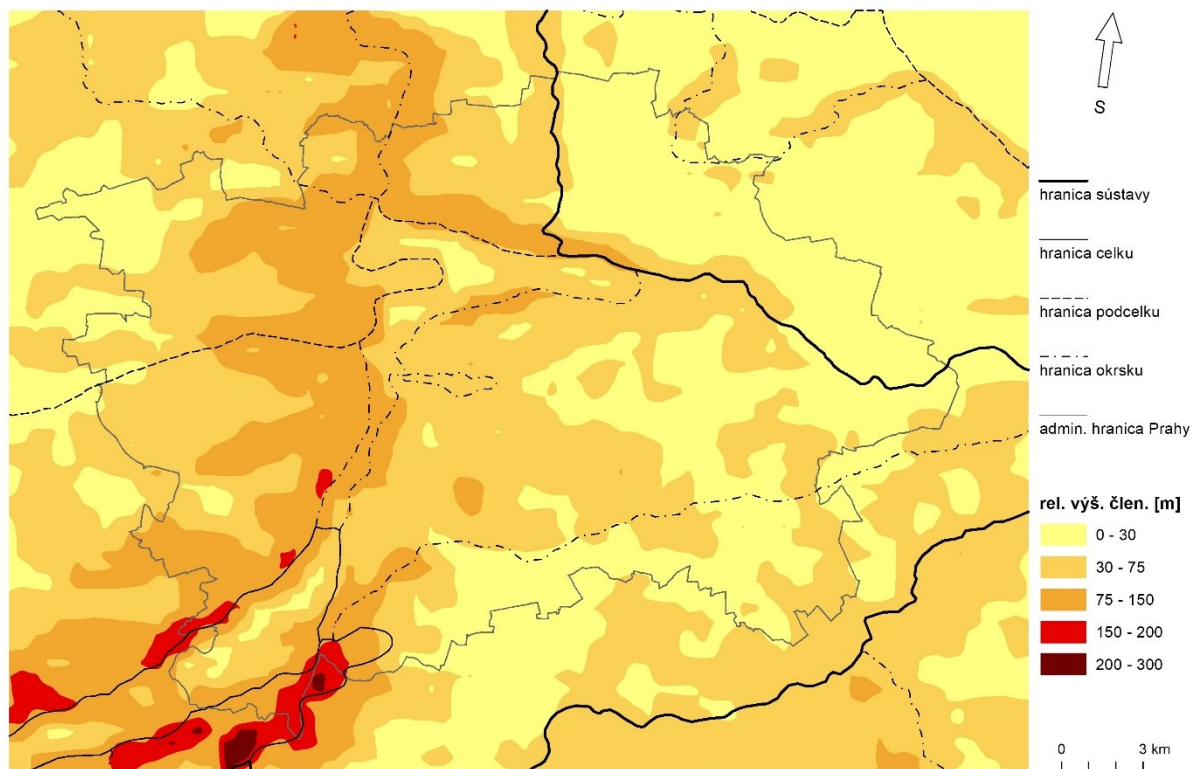 S
hranica sústavy
hranica celku
hranica podcelku
hranica okrsku
admin. hranica Prahy
rel. výš. člen. [m]
0 - 30
30 - 75
75 - 150
150 - 200
200 - 300
0 3 km